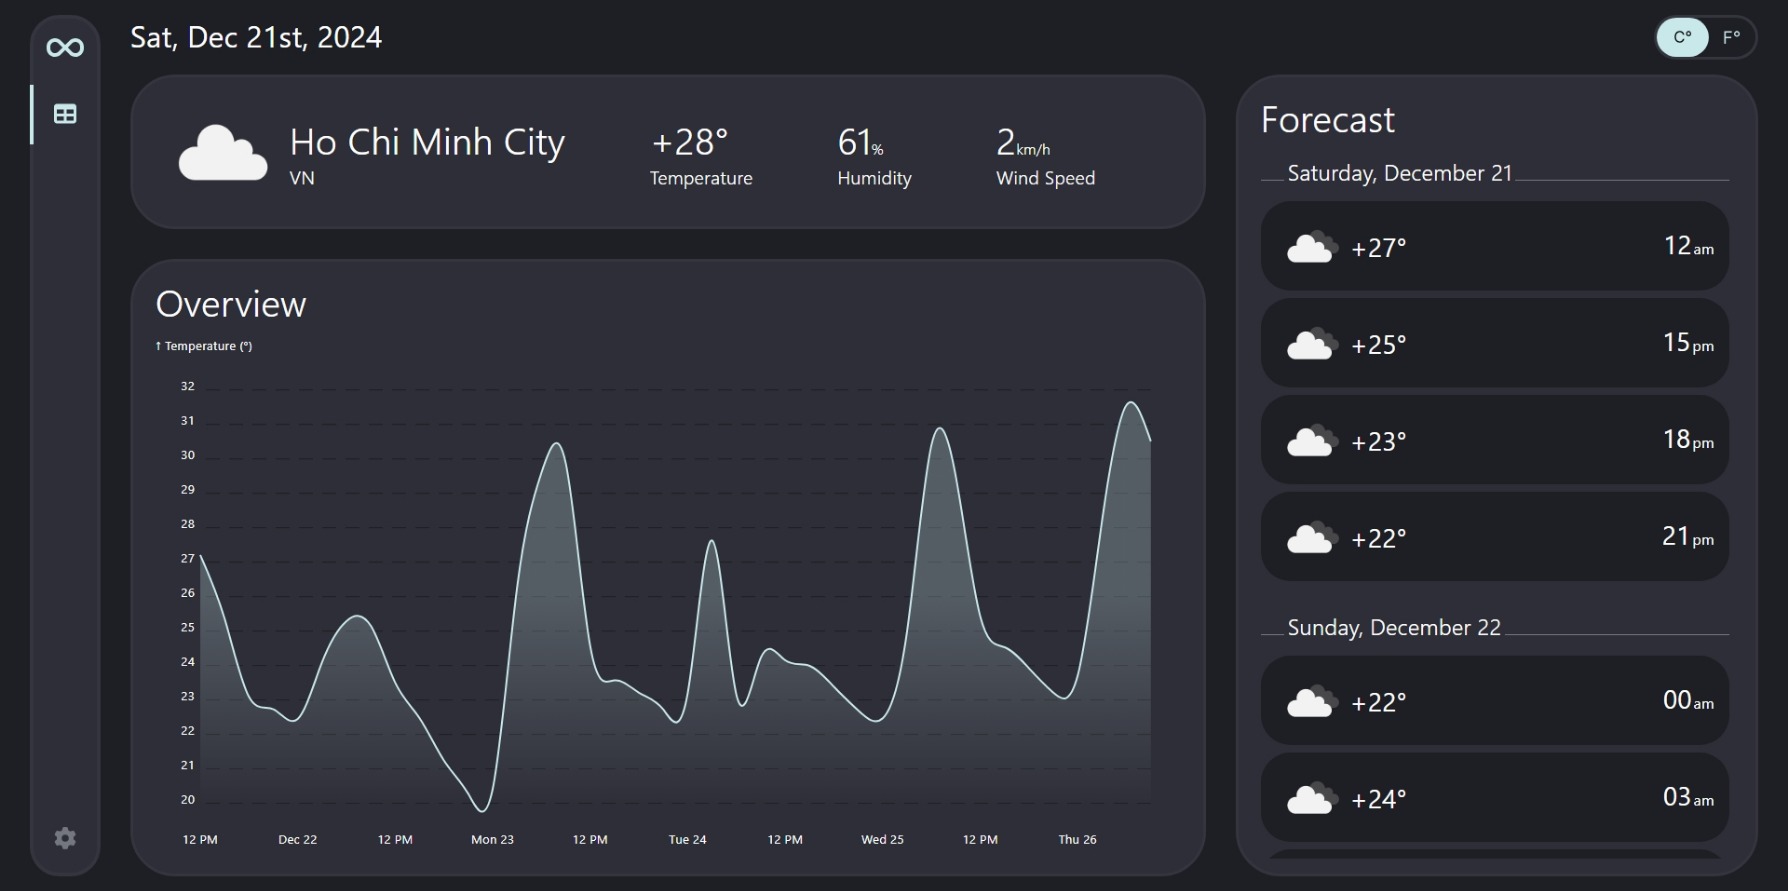 Sat, Dec 21st, 2024
C° F°
Ho Chi Minh City
VN
+28°
Temperature
61%
Humidity
2km/h
Wind Speed
Overview
↑ Temperature (°)
32
31
30
29
28
27
26
25
24
23
22
21
20
12 PM Dec 22 12 PM Mon 23 12 PM Tue 24 12 PM Wed 25 12 PM Thu 26
Forecast
Saturday, December 21
+27° 12am
+25° 15pm
+23° 18pm
+22° 21pm
Sunday, December 22
+22° 00am
+24° 03am